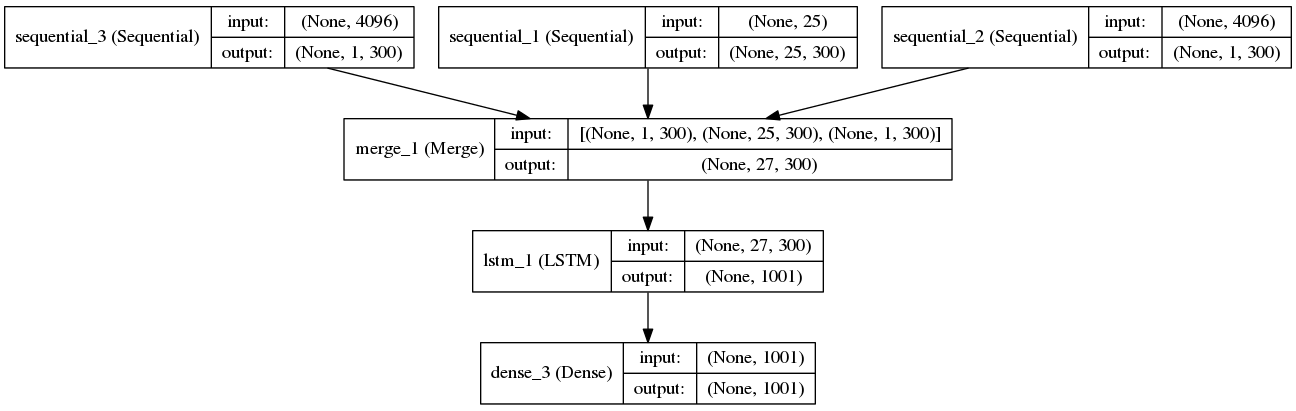 sequential_3 (Sequential)
input:
(None, 4096)
output:
(None, 1, 300)
sequential_1 (Sequential)
input:
(None, 25)
output:
(None, 25, 300)
sequential_2 (Sequential)
input:
(None, 4096)
output:
(None, 1, 300)
merge_1 (Merge)
input:
[(None, 1, 300), (None, 25, 300), (None, 1, 300)]
output:
(None, 27, 300)
lstm_1 (LSTM)
input:
(None, 27, 300)
output:
(None, 1001)
dense_3 (Dense)
input:
(None, 1001)
output:
(None, 1001)